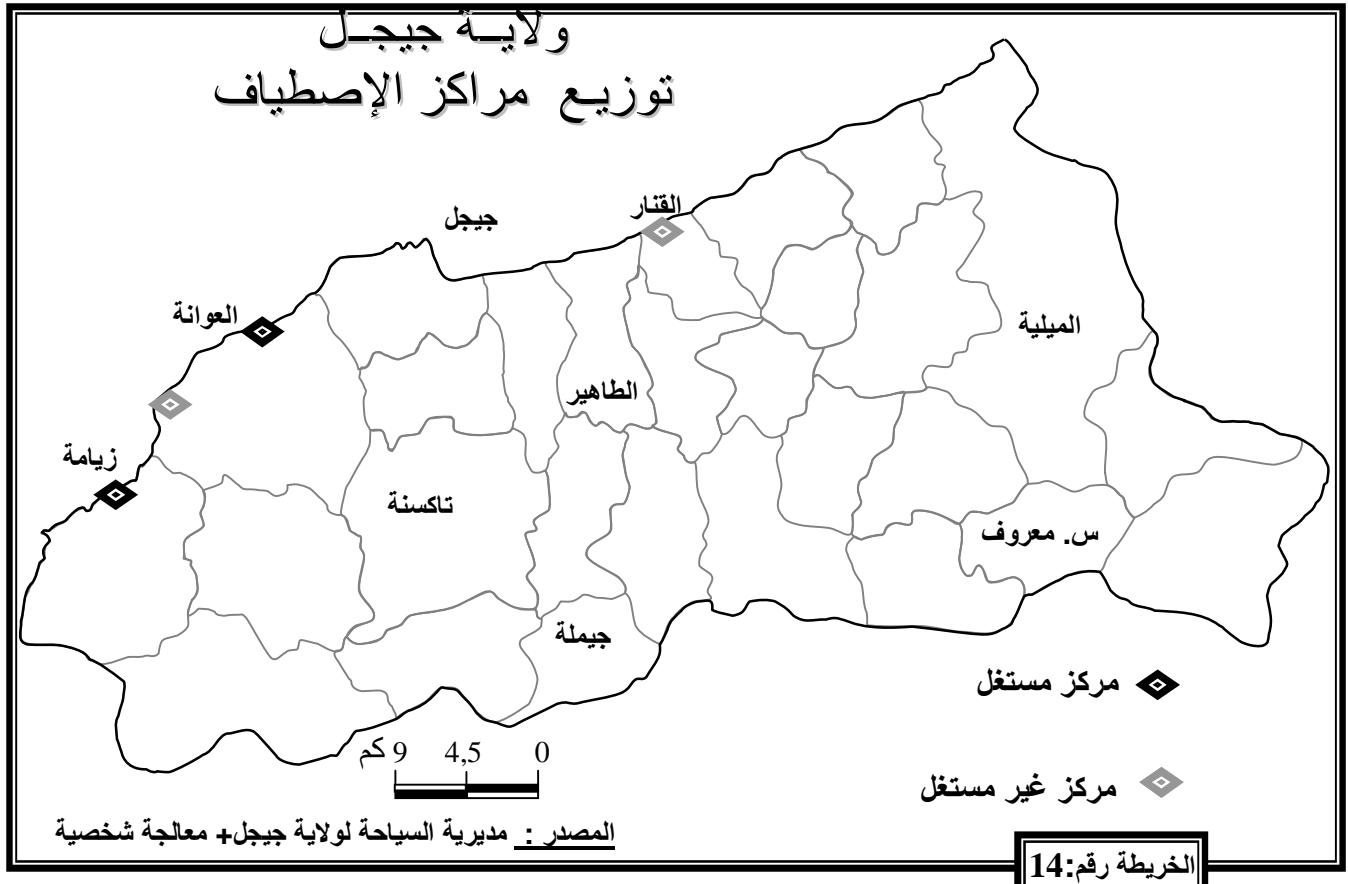 ولايــة جيجــل
توزيـع مراكز الإصطياف
القنار
جيجل
العوانة
الميلية
الطاهير
زيامة
تاكسنة
س. معروف
جيملة
مركز مستغل
0 4,5 9 كم
مركز غير مستغل
المصدر : مديرية السياحة لولاية جيجل+ معالجة شخصية
الخريطة رقم:14